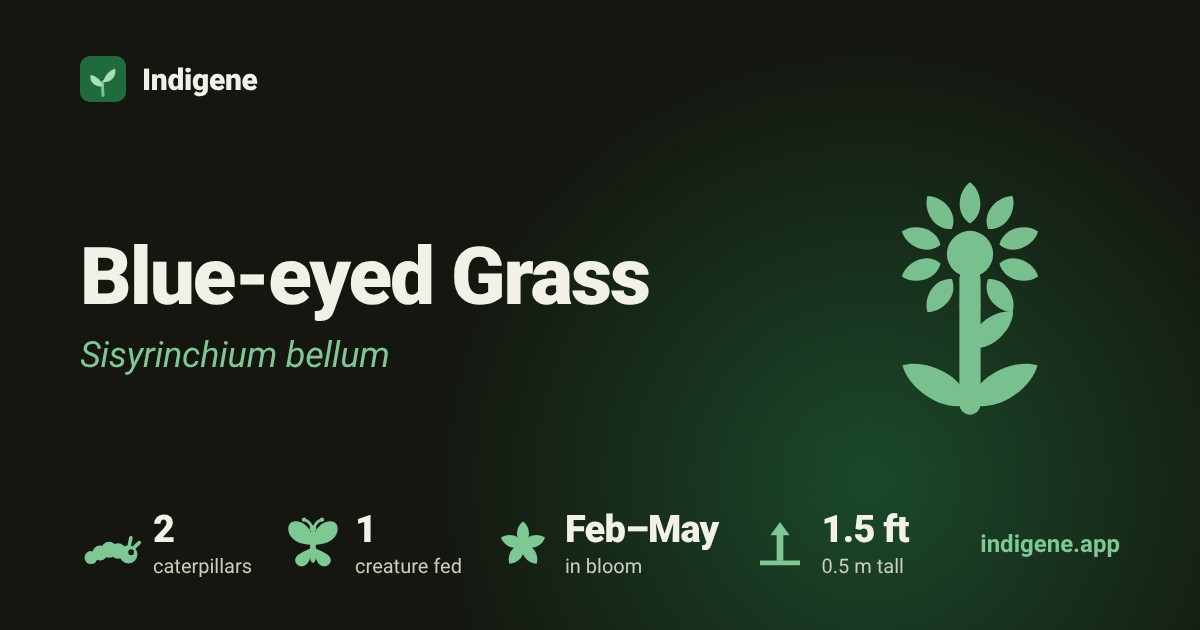 Indigene
Blue-eyed Grass
Sisyrinchium bellum
2
caterpillars
1
creature fed
Feb–May
in bloom
1.5 ft
0.5 m tall
indigene.app